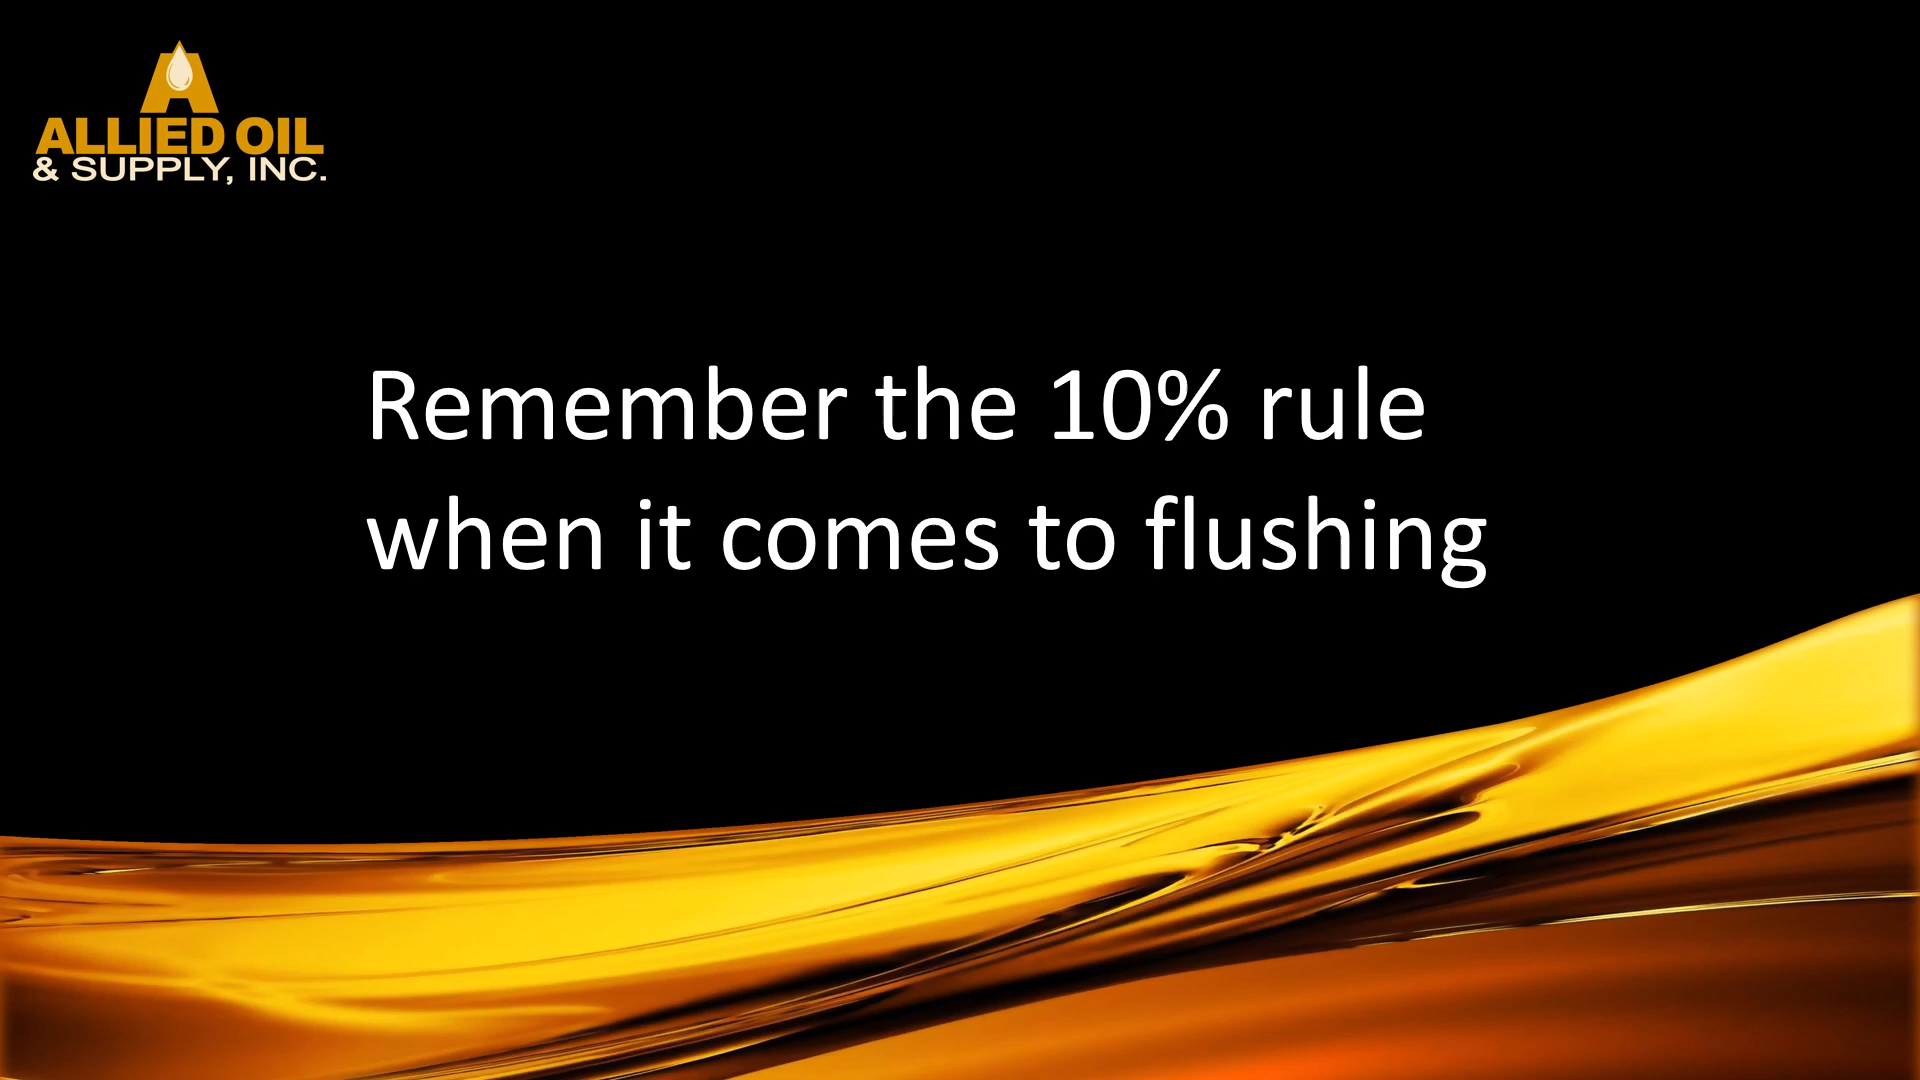 ALLIED OIL
& SUPPLY, INC.
Remember the 10% rule
when it comes to flushing